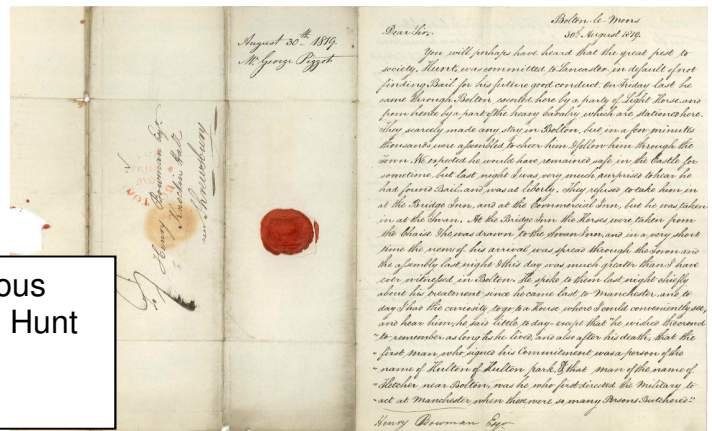 August 30th. 1819.
Mr. George Piggot
Henry Bowman Esqr.
near Shrewsbury
ous
Hunt
Bolton-le-Moors
30th. August 1819.
Dear Sir,
You will perhaps have heard that the great pest to
society, Hunt, was committed to Lancaster in default of not
finding Bail for his future good conduct. On Friday last he
came through Bolton escorted here by a party of Light Horse, and
from hence by a part of the heavy Cavalry which are stationed here.
They scarcely made any stay in Bolton, but in a few minutes
thousands were assembled to cheer him & follow him through the
town. We expected he would have remained safe in the Castle for
sometime, but last night I was very much surprised to hear he
had found Bail, and was at liberty. They refused to take him in
at the Bridge Inn, and at the Commercial Inn, but he was taken
in at the Swan. At the Bridge Inn the Horses were taken from
the Chaise & he was drawn to the Swan Inn, and in a very short
time the news of his arrival was spread through the Town and
the assembly last night & this day was much greater than I have
ever witnessed in Bolton. He spoke to them last night chiefly
about his treatment since he came last to Manchester, and to
day I had the curiosity to go to a House where I could conveniently see,
and hear him, he said little to day - except that "he wished the crowd
"to remember as long as he lived, and also after his death, that the
"first man who signed his Commitment, was a person of the
"name of Hulton of Hulton park, & that man of the name of
"Fletcher near Bolton, was he who first directed the Military to
"act at Manchester when there were so many Persons Butchered."
Henry Bowman Esqr.